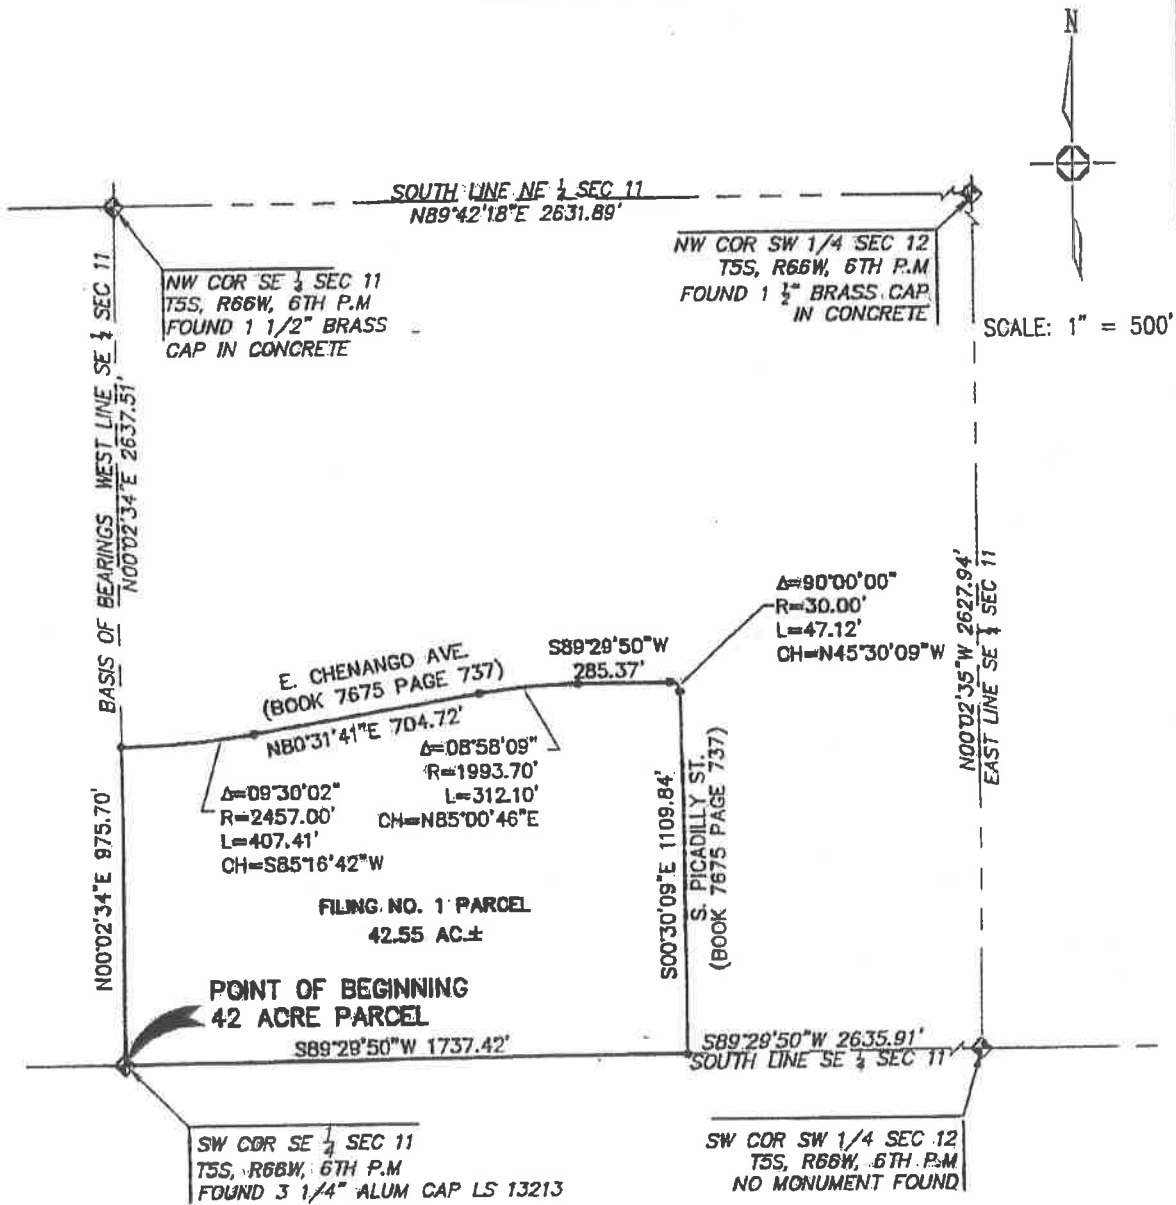 N
SOUTH LINE NE 1/4 SEC 11
N89°42'18"E 2631.89'
NW COR SE 1/4 SEC 11
T5S, R66W, 6TH P.M
FOUND 1 1/2" BRASS
CAP IN CONCRETE
NW COR SW 1/4 SEC 12
T5S, R66W, 6TH P.M
FOUND 1 1/2" BRASS CAP
IN CONCRETE
SCALE: 1" = 500'
BASIS OF BEARINGS WEST LINE SE 1/4 SEC 11
N00°02'34"E 2637.51'
N00°02'35"W 2627.94'
EAST LINE SE 1/4 SEC 11
Δ=90°00'00"
R=30.00'
L=47.12'
CH=N45°30'09"W
S89°29'50"W
285.37'
E. CHENANGO AVE.
(BOOK 7675 PAGE 737)
N80°31'41"E 704.72'
Δ=08°58'09"
R=1993.70'
L=312.10'
CH=N85°00'46"E
Δ=09°30'02"
R=2457.00'
L=407.41'
CH=S85°16'42"W
N00°02'34"E 975.70'
S00°30'09"E 1109.84'
S. PICADILLY ST.
(BOOK 7675 PAGE 737)
FILING NO. 1 PARCEL
42.55 AC.±
POINT OF BEGINNING
42 ACRE PARCEL
S89°29'50"W 1737.42'
S89°29'50"W 2635.91'
SOUTH LINE SE 1/4 SEC 11
SW COR SE 1/4 SEC 11
T5S, R66W, 6TH P.M
FOUND 3 1/4" ALUM CAP LS 13213
SW COR SW 1/4 SEC 12
T5S, R66W, 6TH P.M
NO MONUMENT FOUND